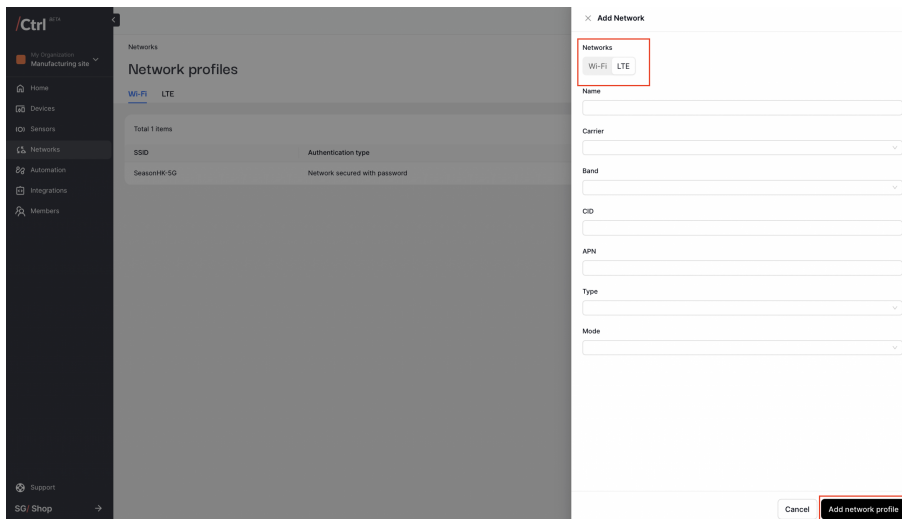 /Ctrl BETA
My Organization
Manufacturing site
Home
Devices
Sensors
Networks
Automation
Integrations
Members
Support
SG/ Shop
Networks
Network profiles
Wi-Fi LTE
Total 1 items
SSID Authentication type
SeasonHK-5G Network secured with password
Add Network
Networks
Wi-Fi LTE
Name
Carrier
Band
CID
APN
Type
Mode
Cancel Add network profile